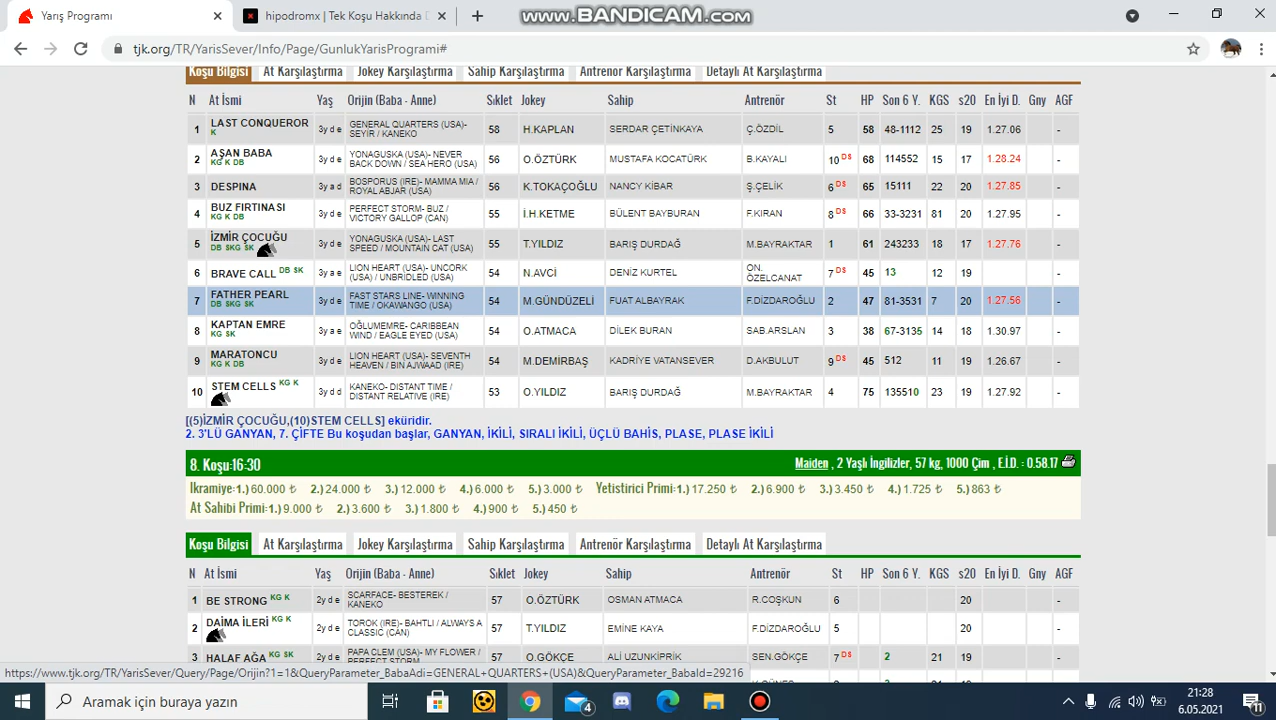 Yarış Programı
hipodromx | Tek Koşu Hakkında D
www.BANDICAM.com
tjk.org/TR/YarisSever/Info/Page/GunlukYarisProgrami#
Koşu Bilgisi At Karşılaştırma Jokey Karşılaştırma Sahip Karşılaştırma Antrenör Karşılaştırma Detaylı At Karşılaştırma
N At İsmi Yaş Orijin (Baba - Anne) Sıklet Jokey Sahip Antrenör St HP Son 6 Y. KGS s20 En İyi D. Gny AGF
1 LAST CONQUEROR K 3y d e GENERAL QUARTERS (USA)- SEYİR / KANEKO 58 H.KAPLAN SERDAR ÇETİNKAYA Ç.ÖZDİL 5 58 48-1112 25 19 1.27.06 -
2 AŞAN BABA KG K DB 3y d e YONAGUSKA (USA)- NEVER BACK DOWN / SEA HERO (USA) 56 O.ÖZTÜRK MUSTAFA KOCATÜRK B.KAYALI 10 DS 68 114552 15 17 1.28.24 -
3 DESPINA 3y a d BOSPORUS (IRE)- MAMMA MIA / ROYAL ABJAR (USA) 56 K.TOKAÇOĞLU NANCY KİBAR Ş.ÇELİK 6 DS 65 15111 22 20 1.27.85 -
4 BUZ FIRTINASI KG K DB 3y d e PERFECT STORM- BUZ / VICTORY GALLOP (CAN) 55 İ.H.KETME BÜLENT BAYBURAN F.KIRAN 8 DS 66 33-3231 81 20 1.27.95 -
5 İZMİR ÇOCUĞU DB SKG SK 3y d e YONAGUSKA (USA)- LAST SPEED / MOUNTAIN CAT (USA) 55 T.YILDIZ BARIŞ DURDAĞ M.BAYRAKTAR 1 61 243233 18 17 1.27.76 -
6 BRAVE CALL DB SK 3y a e LION HEART (USA)- UNCORK (USA) / UNBRIDLED (USA) 54 N.AVCİ DENİZ KURTEL ON. ÖZELCANAT 7 DS 45 13 12 19 -
7 FATHER PEARL DB SKG SK 3y d e FAST STARS LINE- WINNING TIME / OKAWANGO (USA) 54 M.GÜNDÜZELİ FUAT ALBAYRAK F.DİZDAROĞLU 2 47 81-3531 7 20 1.27.56 -
8 KAPTAN EMRE KG SK 3y a e OĞLUMEMRE- CARIBBEAN WIND / EAGLE EYED (USA) 54 O.ATMACA DİLEK BURAN SAB.ARSLAN 3 38 67-3135 14 18 1.30.97 -
9 MARATONCU KG K DB 3y d e LION HEART (USA)- SEVENTH HEAVEN / BIN AJWAAD (IRE) 54 M.DEMİRBAŞ KADRİYE VATANSEVER D.AKBULUT 9 DS 45 512 11 19 1.26.67 -
10 STEM CELLS KG K 3y d d KANEKO- DISTANT TIME / DISTANT RELATIVE (IRE) 53 O.YILDIZ BARIŞ DURDAĞ M.BAYRAKTAR 4 75 135510 23 19 1.27.92 -
[(5)İZMİR ÇOCUĞU,(10)STEM CELLS] eküridir.
2. 3'LÜ GANYAN, 7. ÇİFTE Bu koşudan başlar, GANYAN, İKİLİ, SIRALI İKİLİ, ÜÇLÜ BAHİS, PLASE, PLASE İKİLİ
8. Koşu:16:30 Maiden , 2 Yaşlı İngilizler, 57 kg, 1000 Çim , E.İ.D. : 0.58.17
İkramiye:1.) 60.000 ₺ 2.) 24.000 ₺ 3.) 12.000 ₺ 4.) 6.000 ₺ 5.) 3.000 ₺ Yetistirici Primi:1.) 17.250 ₺ 2.) 6.900 ₺ 3.) 3.450 ₺ 4.) 1.725 ₺ 5.) 863 ₺
At Sahibi Primi:1.) 9.000 ₺ 2.) 3.600 ₺ 3.) 1.800 ₺ 4.) 900 ₺ 5.) 450 ₺
Koşu Bilgisi At Karşılaştırma Jokey Karşılaştırma Sahip Karşılaştırma Antrenör Karşılaştırma Detaylı At Karşılaştırma
N At İsmi Yaş Orijin (Baba - Anne) Sıklet Jokey Sahip Antrenör St HP Son 6 Y. KGS s20 En İyi D. Gny AGF
1 BE STRONG KG K 2y d e SCARFACE- BESTEREK / KANEKO 57 O.ÖZTÜRK OSMAN ATMACA R.COŞKUN 6 20 -
2 DAİMA İLERİ KG K 2y d e TOROK (IRE)- BAHTLI / ALWAYS A CLASSIC (CAN) 57 T.YILDIZ EMİNE KAYA F.DİZDAROĞLU 5 20 -
3 HALAF AĞA KG SK 2y d e PAPA CLEM (USA)- MY FLOWER / PERFECT STORM 57 O.GÖKÇE ALİ UZUNKIPRİK SEN.GÖKÇE 7 DS 2 21 19 -
https://www.tjk.org/TR/YarisSever/Query/Page/Orijin?1=1&QueryParameter_BabaAdi=GENERAL+QUARTERS+(USA)&QueryParameter_BabaId=29216
Aramak için buraya yazın
4
21:28
6.05.2021
11